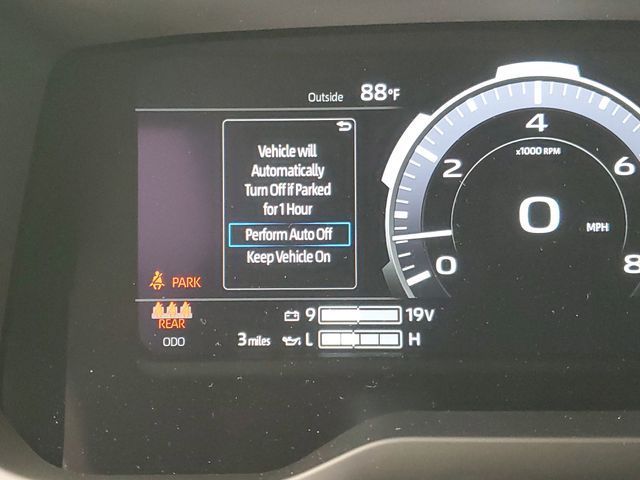 Outside 88°F
Vehicle will
Automatically
Turn Off if Parked
for 1 Hour
Perform Auto Off
Keep Vehicle On
PARK
REAR
ODO 3 miles
9 19V
L H
0 2 4 6 8
x1000 RPM
0 MPH